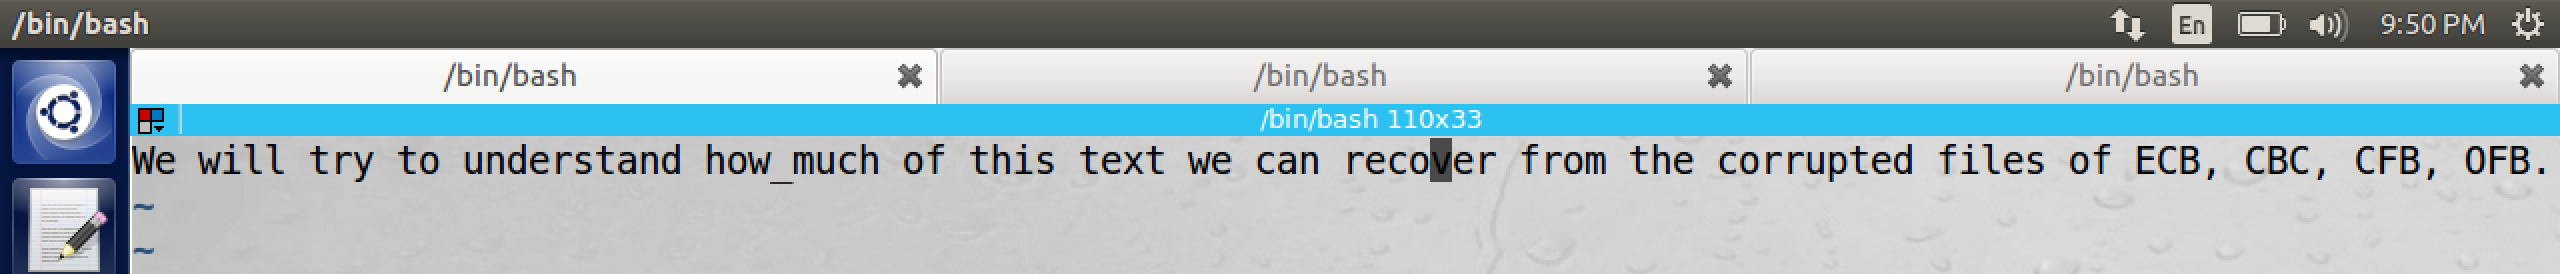 /bin/bash En 9:50 PM
/bin/bash /bin/bash /bin/bash
/bin/bash 110x33
We will try to understand how_much of this text we can recover from the corrupted files of ECB, CBC, CFB, OFB.
~
~